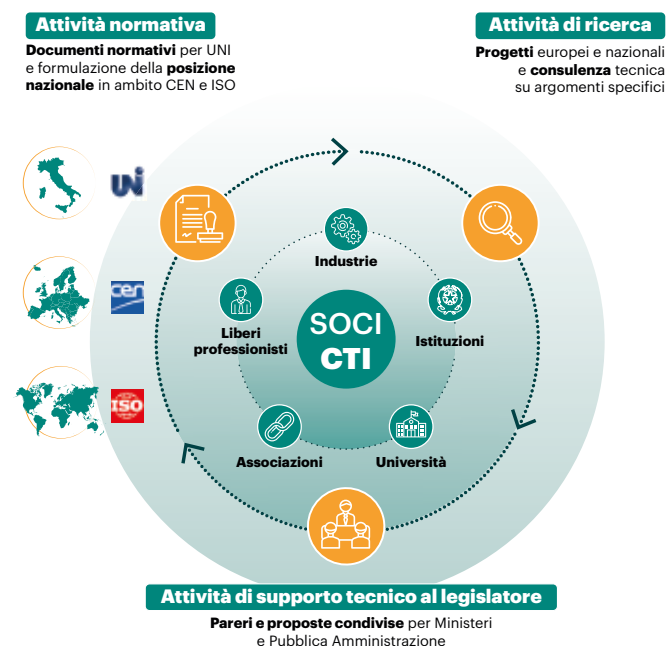 Attività normativa
Documenti normativi per UNI
e formulazione della posizione
nazionale in ambito CEN e ISO
Attività di ricerca
Progetti europei e nazionali
e consulenza tecnica
su argomenti specifici
UNI
cen
ISO
Industrie
Liberi
professionisti
SOCI
CTI
Istituzioni
Associazioni
Università
Attività di supporto tecnico al legislatore
Pareri e proposte condivise per Ministeri
e Pubblica Amministrazione